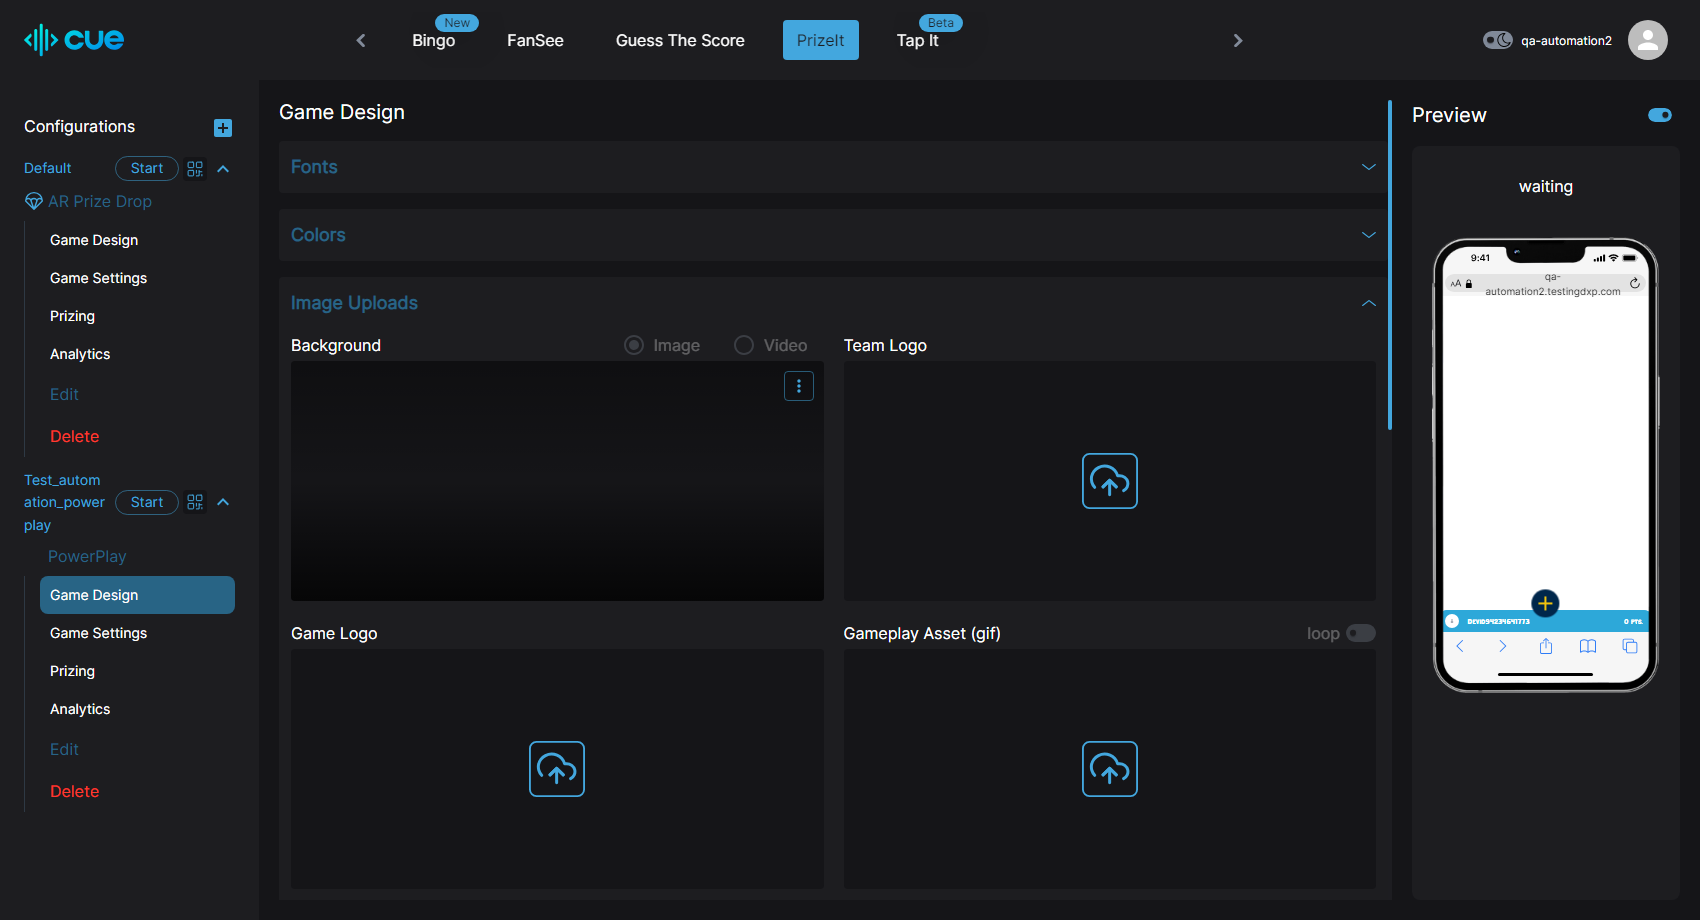 cue
New
Bingo
FanSee
Guess The Score
PrizeIt
Beta
Tap It
qa-automation2
Configurations
Default
Start
AR Prize Drop
Game Design
Game Settings
Prizing
Analytics
Edit
Delete
Test_autom
ation_power
play
Start
PowerPlay
Game Design
Game Settings
Prizing
Analytics
Edit
Delete
Game Design
Fonts
Colors
Image Uploads
Background
Image
Video
Team Logo
Game Logo
Gameplay Asset (gif)
loop
Preview
waiting
9:41
AA
qa-
automation2.testingdxp.com
0 PTS.